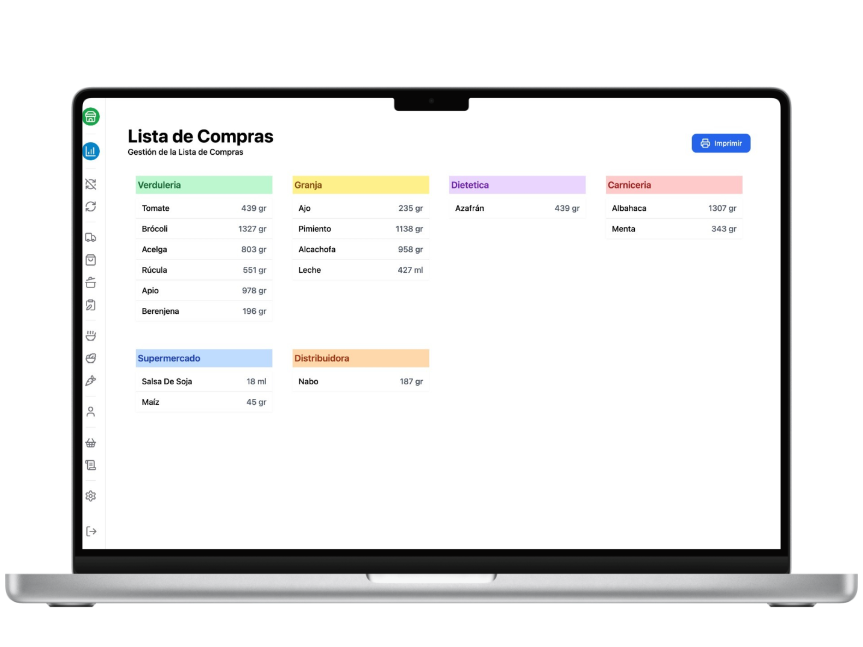 Lista de Compras
Gestión de la Lista de Compras
Imprimir
Verduleria
Tomate 439 gr
Brócoli 1327 gr
Acelga 803 gr
Rúcula 551 gr
Apio 978 gr
Berenjena 196 gr
Granja
Ajo 235 gr
Pimiento 1138 gr
Alcachofa 958 gr
Leche 427 ml
Dietetica
Azafrán 439 gr
Carniceria
Albahaca 1307 gr
Menta 343 gr
Supermercado
Salsa De Soja 18 ml
Maíz 45 gr
Distribuidora
Nabo 187 gr